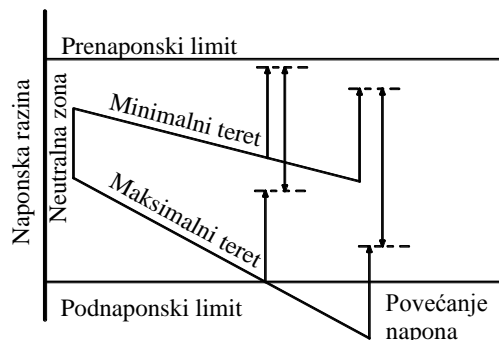 Prenaponski limit
Naponska razina
Neutralna zona
Minimalni teret
Maksimalni teret
Podnaponski limit
Povećanje
napona